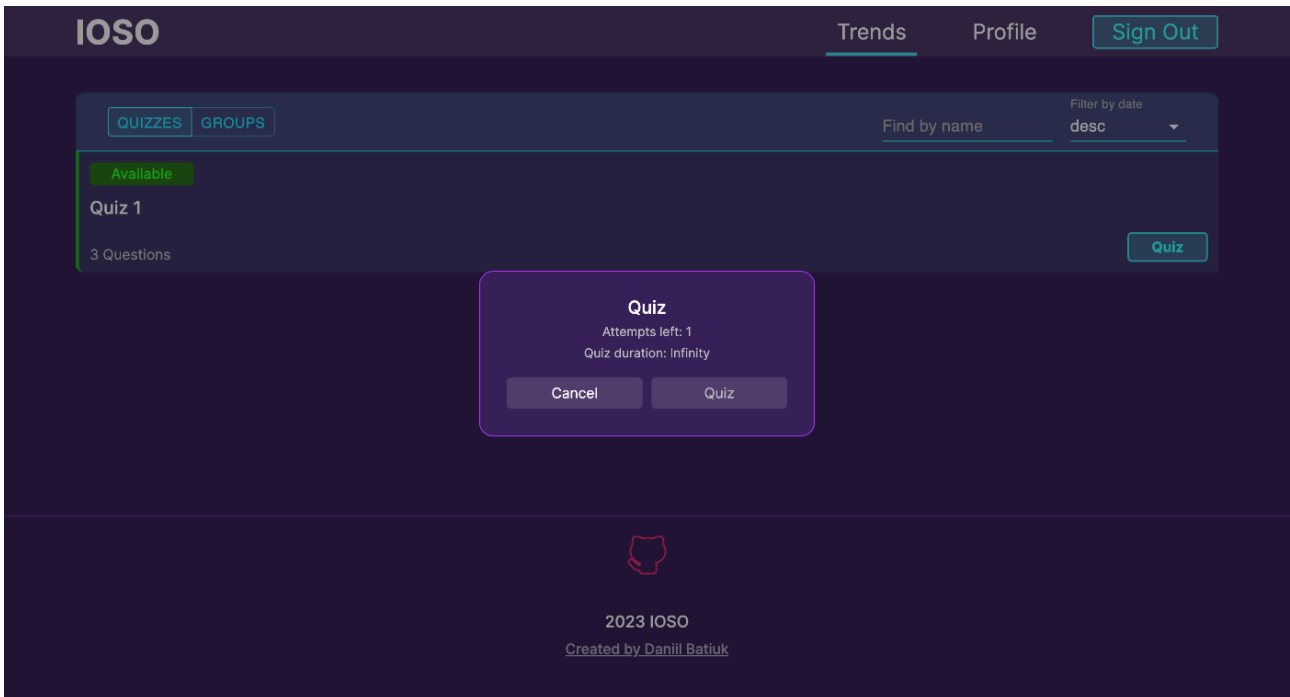 IOSO
Trends
Profile
Sign Out
QUIZZES
GROUPS
Find by name
Filter by date
desc
Available
Quiz 1
3 Questions
Quiz
Quiz
Attempts left: 1
Quiz duration: Infinity
Cancel
Quiz
2023 IOSO
Created by Daniil Batiuk